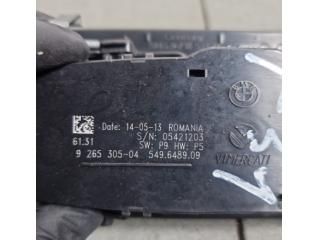 Date: 14-05-13 ROMANIA
S/N: 05421203
61.31 SW: P9 HW: P5
9 265 305-04 549.6489.09
VIMERCATI